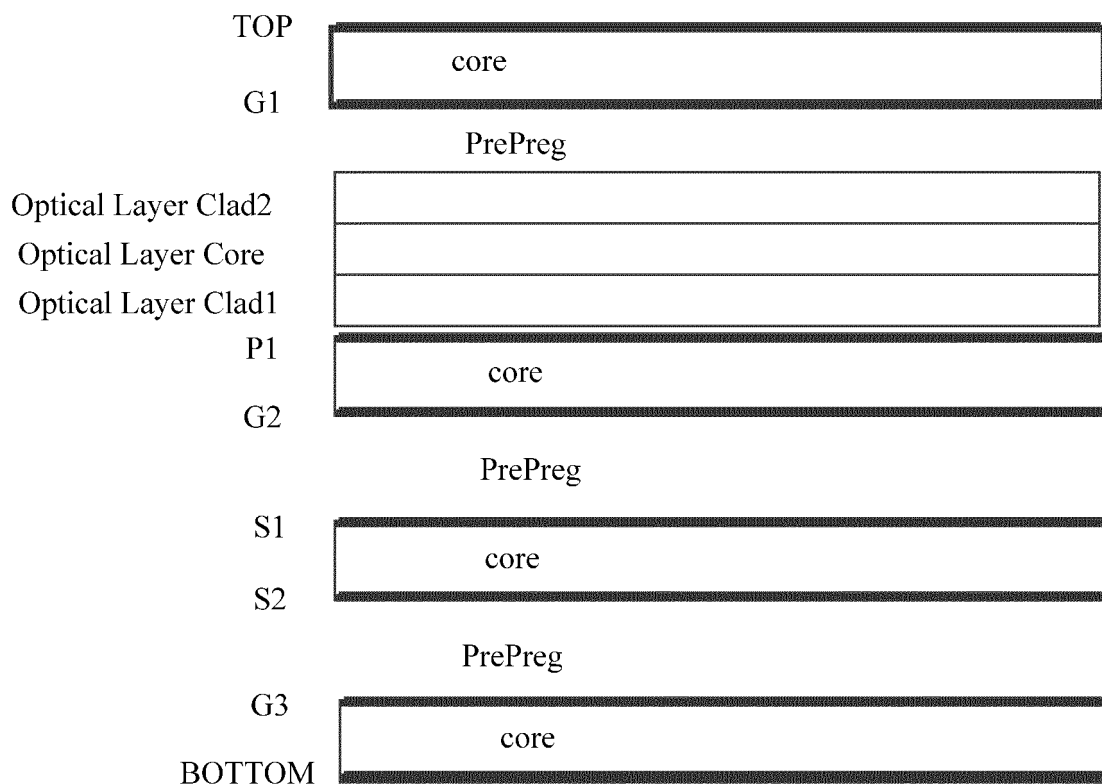 TOP
core
G1
PrePreg
Optical Layer Clad2
Optical Layer Core
Optical Layer Clad1
P1
core
G2
PrePreg
S1
core
S2
PrePreg
G3
core
BOTTOM